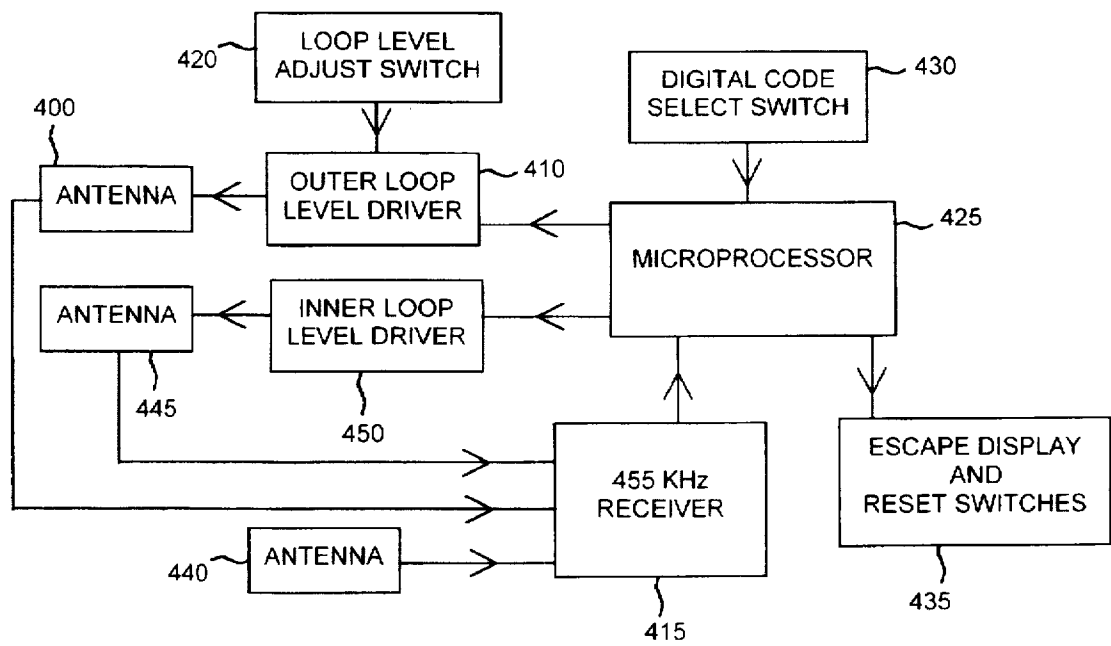 420
LOOP LEVEL
ADJUST SWITCH
DIGITAL CODE
SELECT SWITCH
430
400
ANTENNA
OUTER LOOP
LEVEL DRIVER
410
MICROPROCESSOR
425
ANTENNA
445
INNER LOOP
LEVEL DRIVER
450
455 KHz
RECEIVER
415
ESCAPE DISPLAY
AND
RESET SWITCHES
435
440
ANTENNA